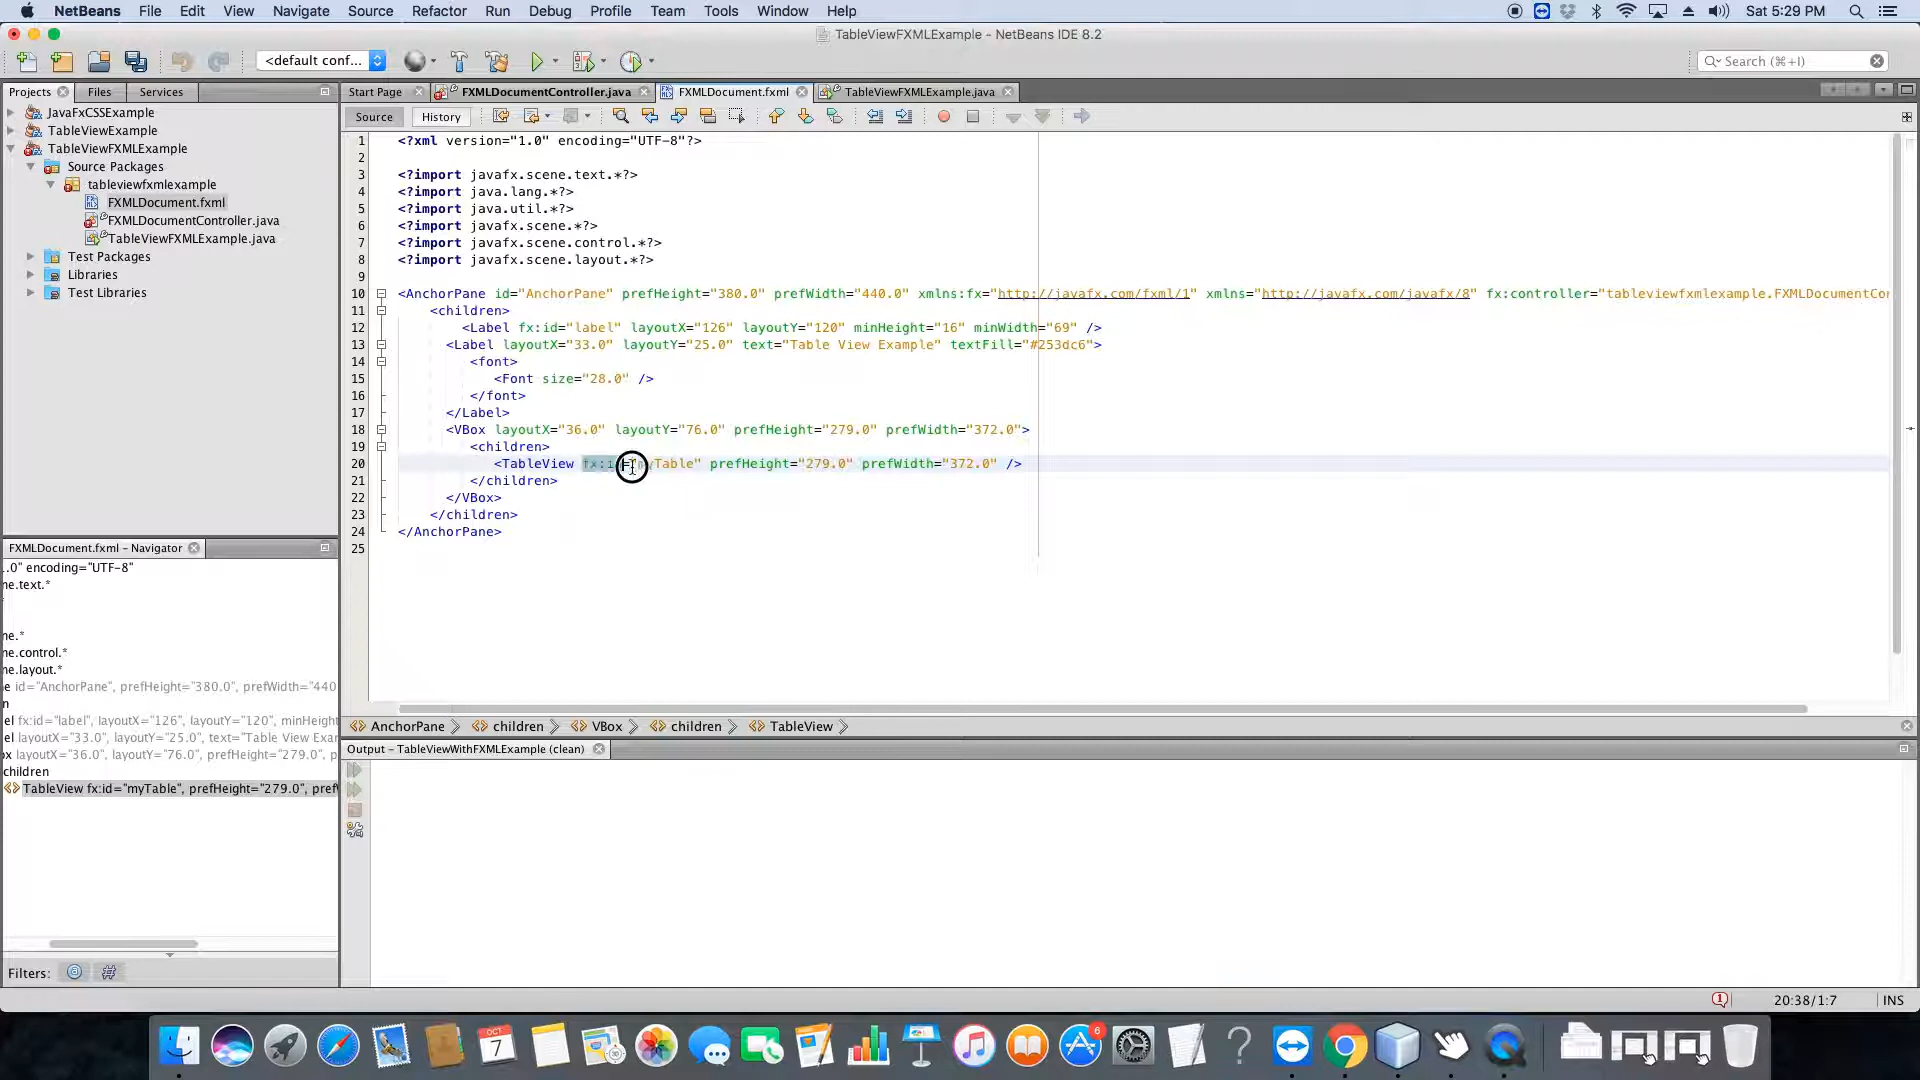 NetBeans File Edit View Navigate Source Refactor Run Debug Profile Team Tools Window Help Sat 5:29 PM
TableViewFXMLExample - NetBeans IDE 8.2
<default conf... Search (⌘+I)
Projects Files Services
Start Page FXMLDocumentController.java FXMLDocument.fxml TableViewFXMLExample.java
Source History
JavaFxCSSExample
TableViewExample
TableViewFXMLExample
Source Packages
tableviewfxmlexample
FXMLDocument.fxml
FXMLDocumentController.java
TableViewFXMLExample.java
Test Packages
Libraries
Test Libraries
1 <?xml version="1.0" encoding="UTF-8"?>
2
3 <?import javafx.scene.text.*?>
4 <?import java.lang.*?>
5 <?import java.util.*?>
6 <?import javafx.scene.*?>
7 <?import javafx.scene.control.*?>
8 <?import javafx.scene.layout.*?>
9
10 <AnchorPane id="AnchorPane" prefHeight="380.0" prefWidth="440.0" xmlns:fx="http://javafx.com/fxml/1" xmlns="http://javafx.com/javafx/8" fx:controller="tableviewfxmlexample.FXMLDocumentCor
11 <children>
12 <Label fx:id="label" layoutX="126" layoutY="120" minHeight="16" minWidth="69" />
13 <Label layoutX="33.0" layoutY="25.0" text="Table View Example" textFill="#253dc6">
14 <font>
15 <Font size="28.0" />
16 </font>
17 </Label>
18 <VBox layoutX="36.0" layoutY="76.0" prefHeight="279.0" prefWidth="372.0">
19 <children>
20 <TableView fx:id="myTable" prefHeight="279.0" prefWidth="372.0" />
21 </children>
22 </VBox>
23 </children>
24 </AnchorPane>
25
AnchorPane children VBox children TableView
FXMLDocument.fxml - Navigator
.0" encoding="UTF-8"
ne.text.*
ne.*
ne.control.*
ne.layout.*
e id="AnchorPane", prefHeight="380.0", prefWidth="440
n
el fx:id="label", layoutX="126", layoutY="120", minHeight
el layoutX="33.0", layoutY="25.0", text="Table View Exar
x layoutX="36.0", layoutY="76.0", prefHeight="279.0", p
children
TableView fx:id="myTable", prefHeight="279.0", pref
Filters:
Output - TableViewWithFXMLExample (clean)
20:38/1:7 INS
OCT
7
6